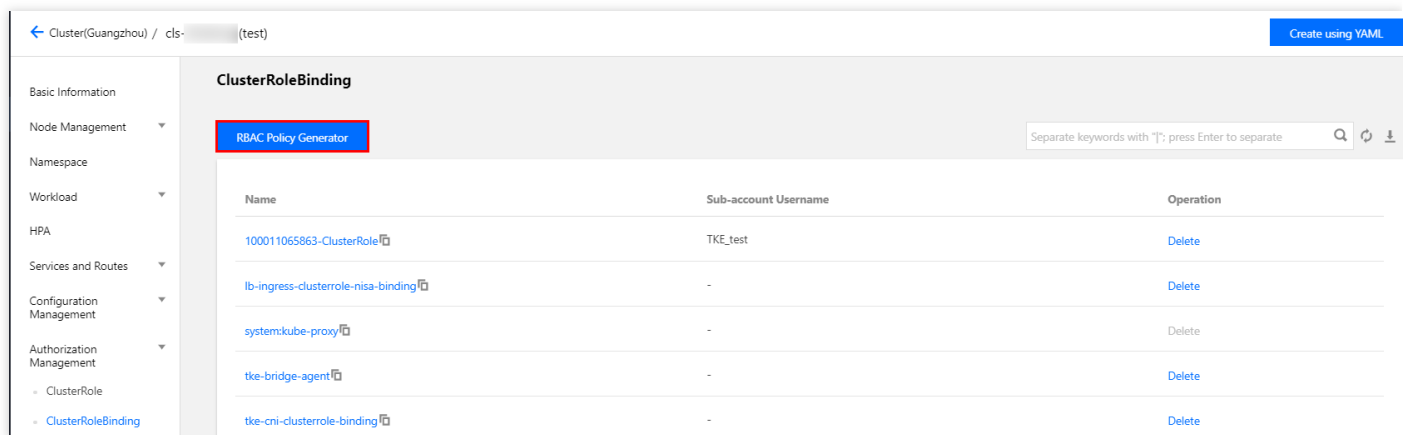 Cluster(Guangzhou) / cls- (test)
Create using YAML
Basic Information
Node Management
Namespace
Workload
HPA
Services and Routes
Configuration
Management
Authorization
Management
ClusterRole
ClusterRoleBinding
ClusterRoleBinding
RBAC Policy Generator
Separate keywords with "|"; press Enter to separate
Name Sub-account Username Operation
100011065863-ClusterRole TKE_test Delete
lb-ingress-clusterrole-nisa-binding - Delete
system:kube-proxy - Delete
tke-bridge-agent - Delete
tke-cni-clusterrole-binding - Delete